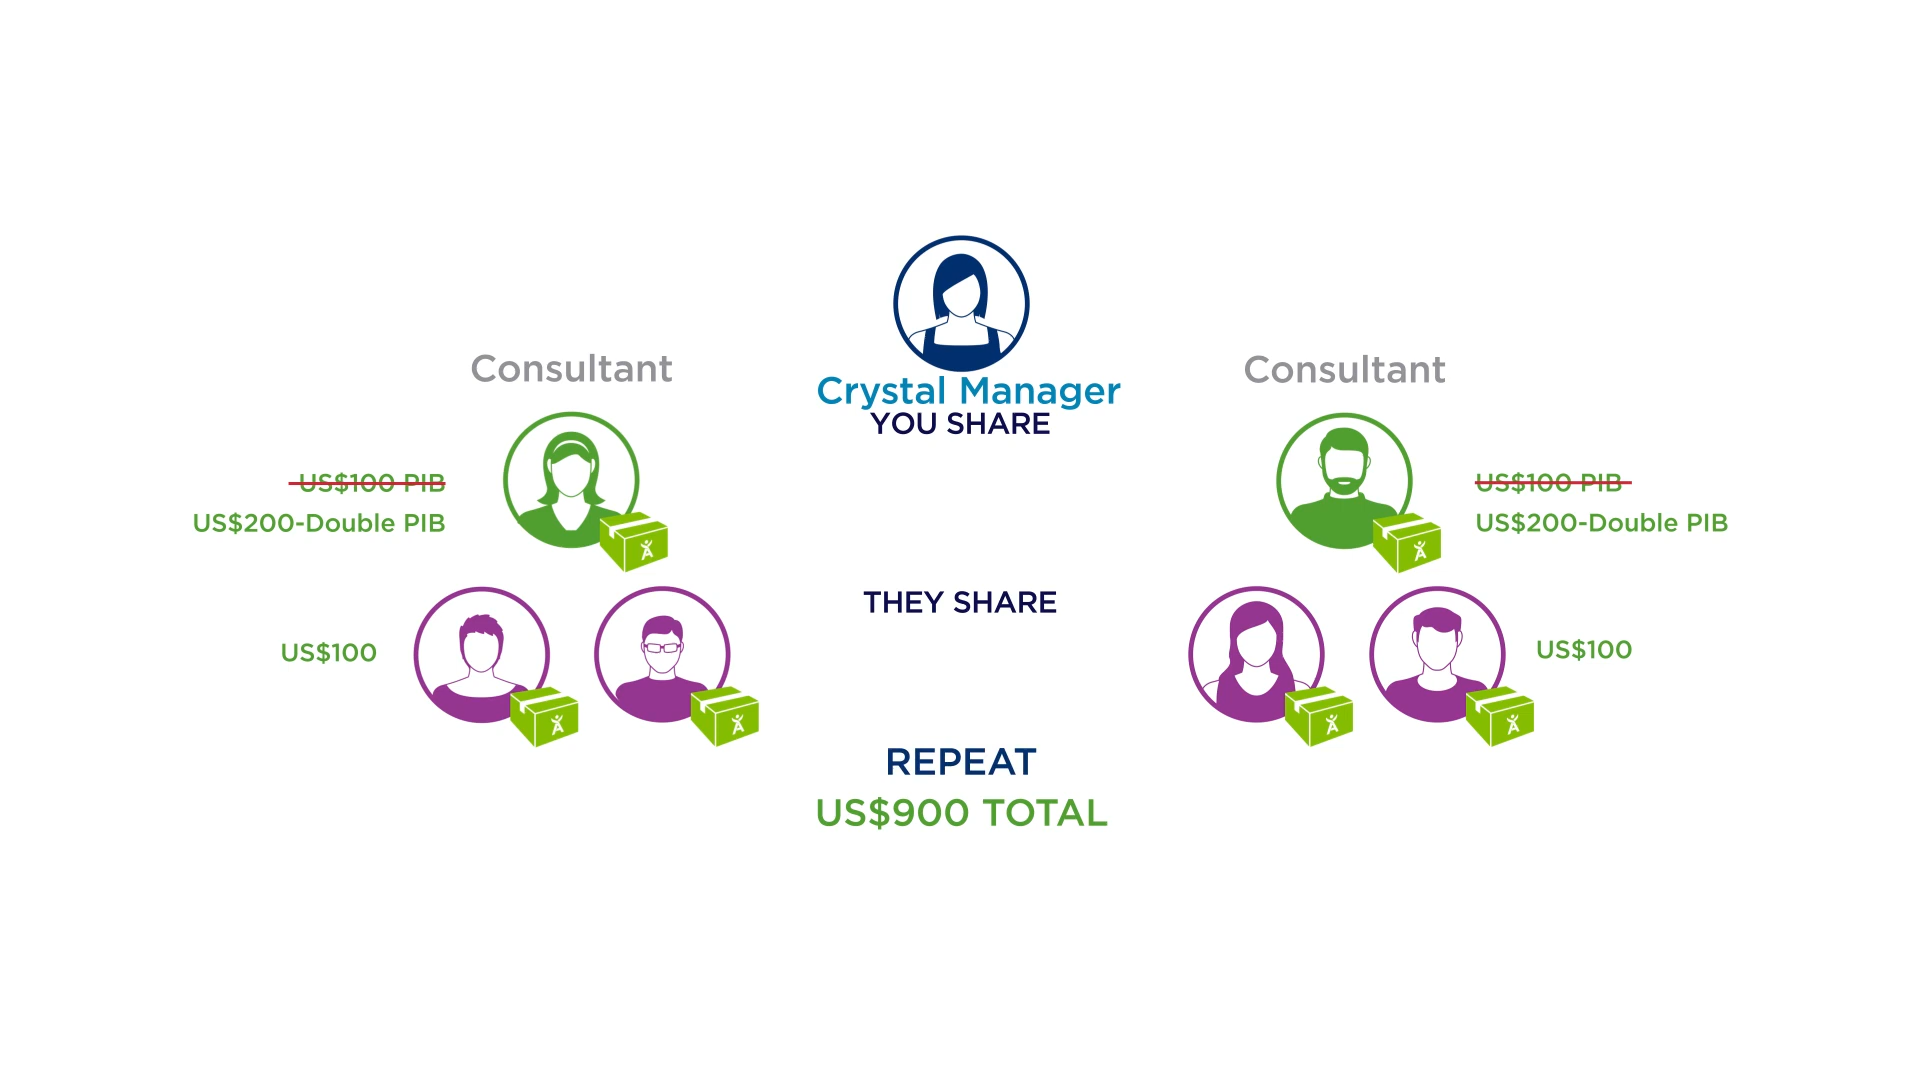 Consultant
Crystal Manager
YOU SHARE
Consultant
US$100 PIB
US$200-Double PIB
US$100 PIB
US$200-Double PIB
THEY SHARE
US$100
US$100
REPEAT
US$900 TOTAL